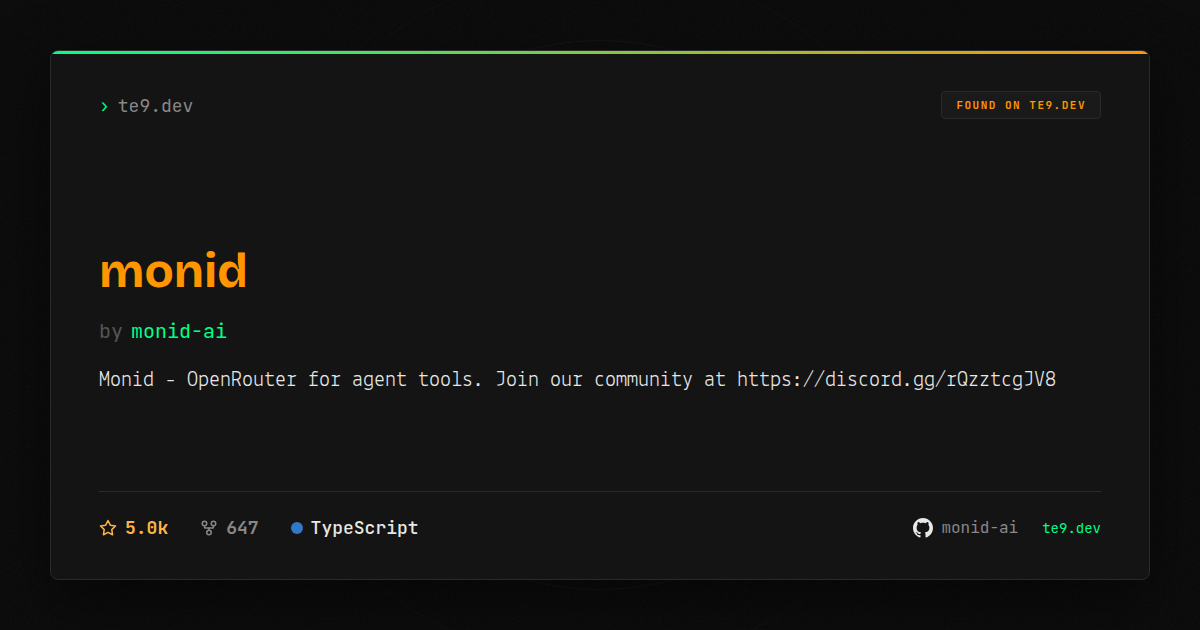 › te9.dev
FOUND ON TE9.DEV
monid
by monid-ai
Monid - OpenRouter for agent tools. Join our community at https://discord.gg/rQzztcgJV8
5.0k 647 TypeScript
monid-ai te9.dev